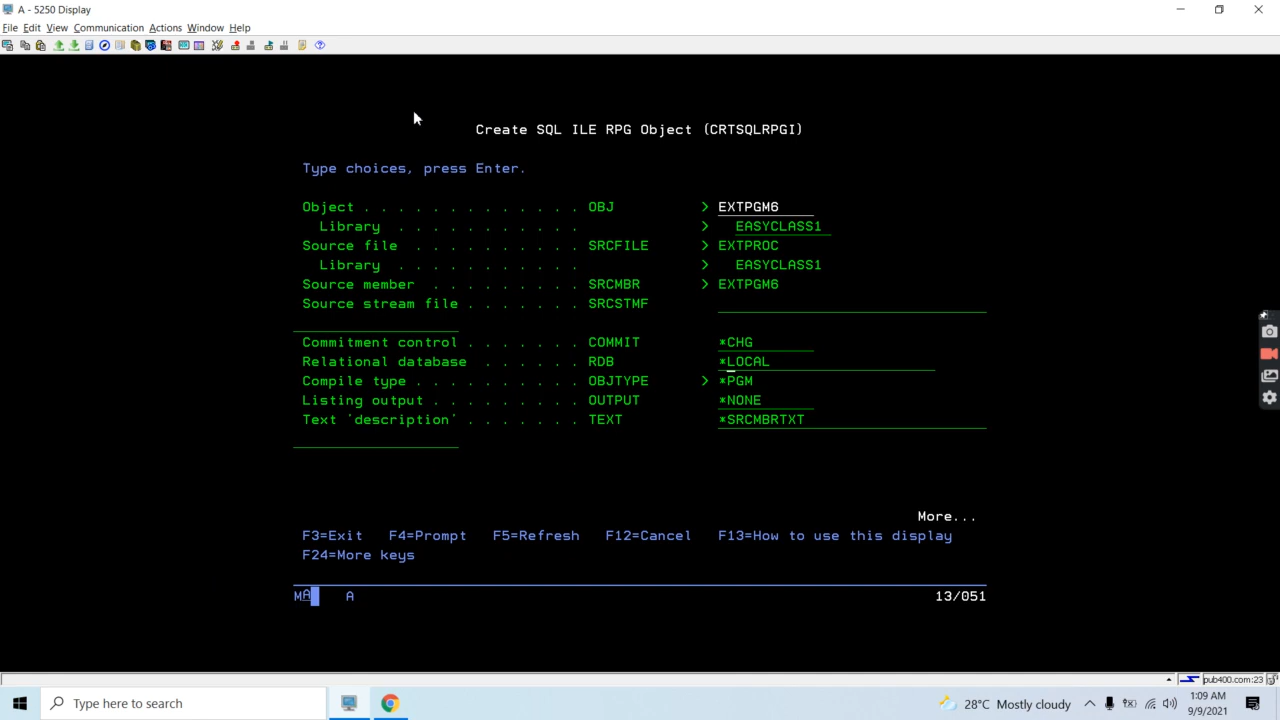 A - 5250 Display
File Edit View Communication Actions Window Help
Create SQL ILE RPG Object (CRTSQLRPGI)
Type choices, press Enter.
Object . . . . . . . . . . . . . OBJ > EXTPGM6
Library . . . . . . . . . . . > EASYCLASS1
Source file . . . . . . . . . . SRCFILE > EXTPROC
Library . . . . . . . . . . . > EASYCLASS1
Source member . . . . . . . . . SRCMBR > EXTPGM6
Source stream file . . . . . . . SRCSTMF
Commitment control . . . . . . . COMMIT *CHG
Relational database . . . . . . RDB *LOCAL
Compile type . . . . . . . . . . OBJTYPE > *PGM
Listing output . . . . . . . . . OUTPUT *NONE
Text 'description' . . . . . . . TEXT *SRCMBRTXT
More...
F3=Exit F4=Prompt F5=Refresh F12=Cancel F13=How to use this display
F24=More keys
MA A 13/051
pub400.com:23
Type here to search
28°C Mostly cloudy
1:09 AM
9/9/2021